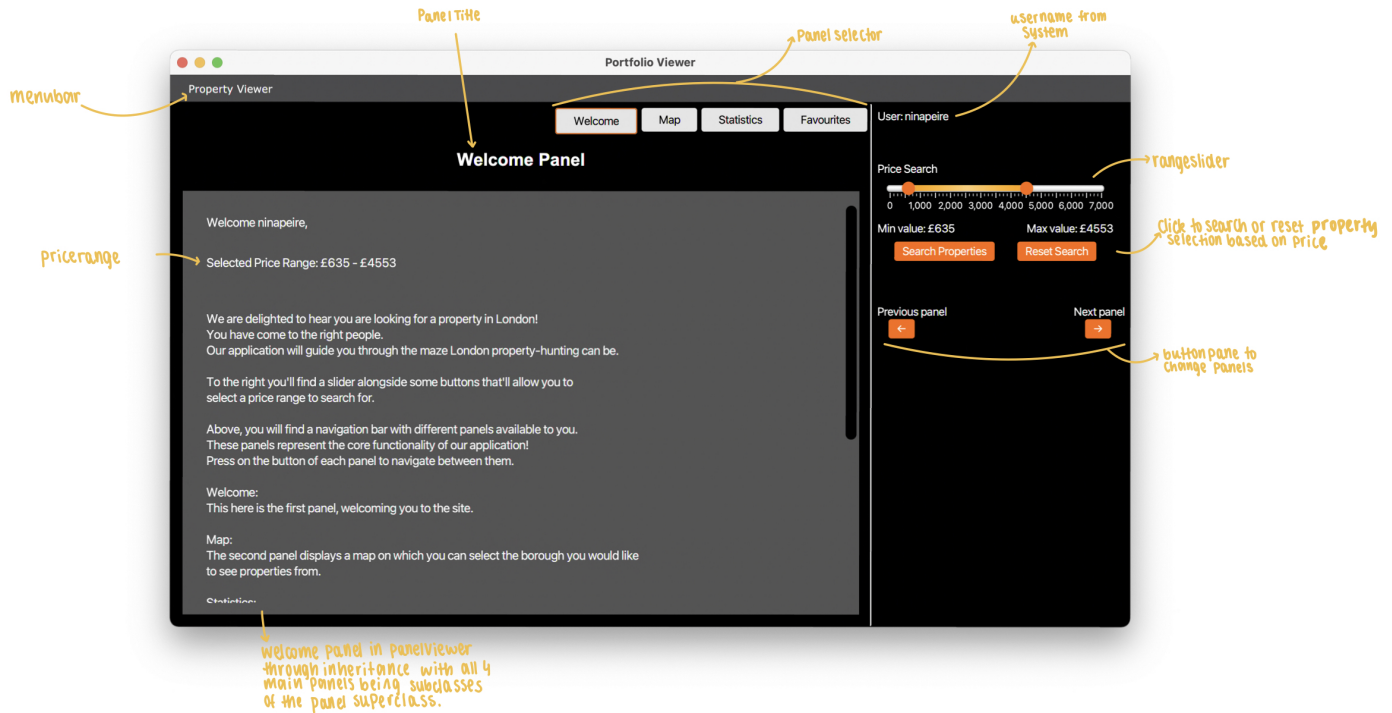 Panel Title
Panel selector
username from
System
Portfolio Viewer
menubar
Property Viewer
Welcome
Map
Statistics
Favourites
User: ninapeire
Welcome Panel
Price Search
rangeslider
0 1,000 2,000 3,000 4,000 5,000 6,000 7,000
Min value: £635
Max value: £4553
Search Properties
Reset Search
Click to search or reset property
selection based on price
Previous panel
Next panel
←
→
button pane to
change panels
pricerange
Welcome ninapeire,
Selected Price Range: £635 - £4553
We are delighted to hear you are looking for a property in London!
You have come to the right people.
Our application will guide you through the maze London property-hunting can be.
To the right you'll find a slider alongside some buttons that'll allow you to
select a price range to search for.
Above, you will find a navigation bar with different panels available to you.
These panels represent the core functionality of our application!
Press on the button of each panel to navigate between them.
Welcome:
This here is the first panel, welcoming you to the site.
Map:
The second panel displays a map on which you can select the borough you would like
to see properties from.
Statistics:
welcome panel in panelviewer
through inheritance with all 4
main panels being subclasses
of the panel superclass.